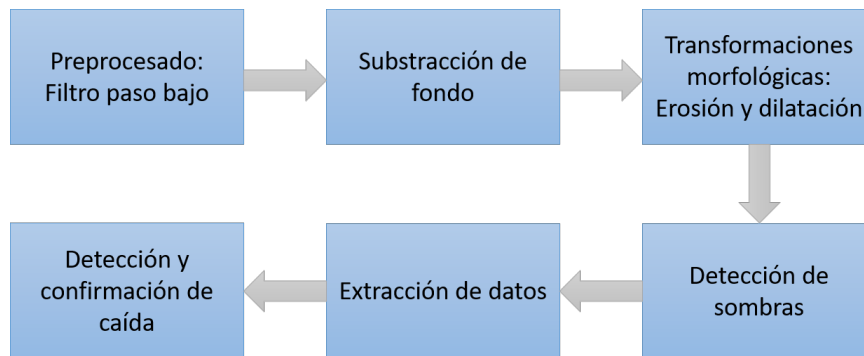 Preprocesado:
Filtro paso bajo
Substracción de
fondo
Transformaciones
morfológicas:
Erosión y dilatación
Detección de
sombras
Extracción de datos
Detección y
confirmación de
caída